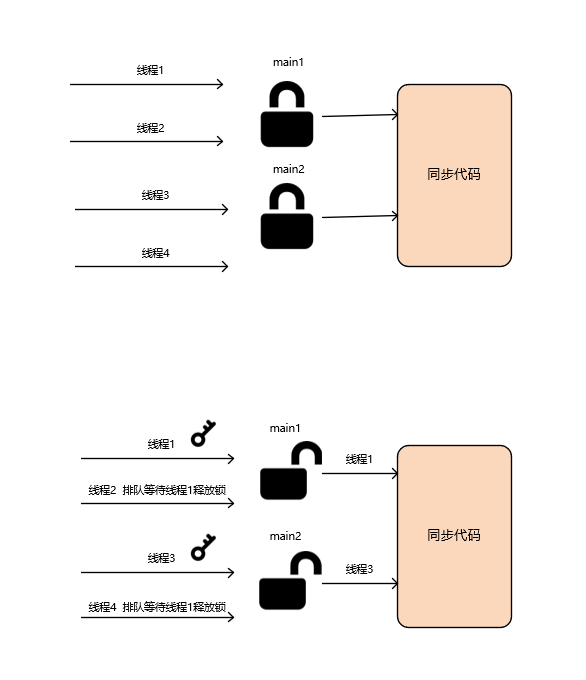 main1
线程1
线程2
main2
线程3
线程4
同步代码
main1
线程1
线程1
线程2 排队等待线程1释放锁
main2
线程3
线程3
线程4 排队等待线程1释放锁
同步代码